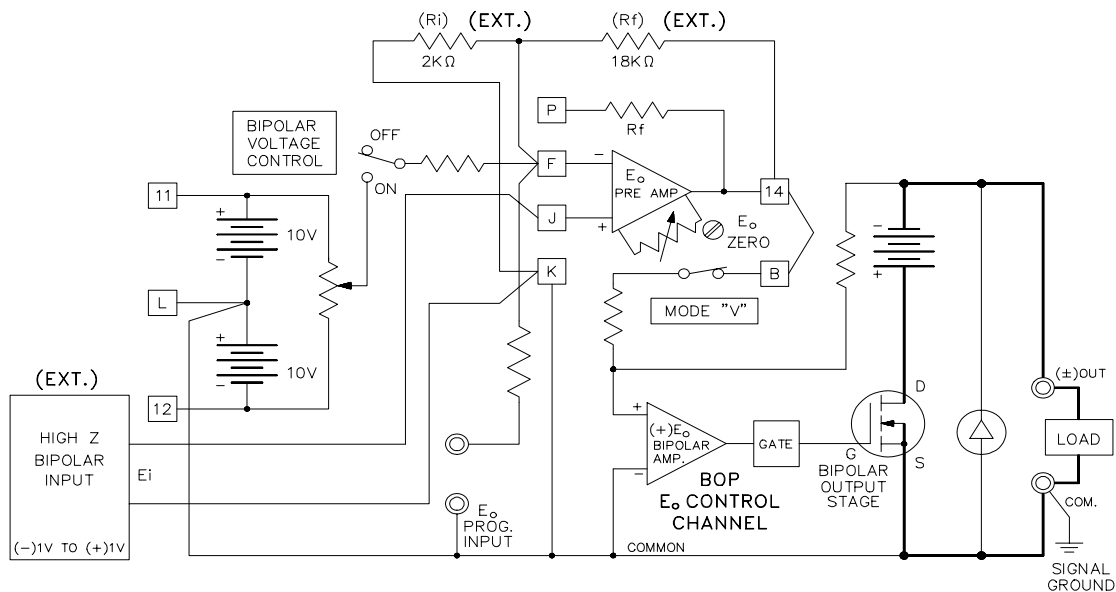 (Ri)
(EXT.)
(Rf)
(EXT.)
2KΩ
18KΩ
P
Rf
BIPOLAR
VOLTAGE
CONTROL
OFF
ON
F
−
Eo
PRE AMP
+
14
J
Eo
ZERO
K
B
MODE "V"
11
+
10V
−
L
+
10V
−
12
−
+
(EXT.)
HIGH Z
BIPOLAR
INPUT
(−)1V TO (+)1V
Ei
Eo
PROG.
INPUT
+
(+)Eo
BIPOLAR
AMP.
−
GATE
BOP
Eo CONTROL
CHANNEL
D
G
S
BIPOLAR
OUTPUT
STAGE
(±)OUT
LOAD
COM.
COMMON
SIGNAL
GROUND